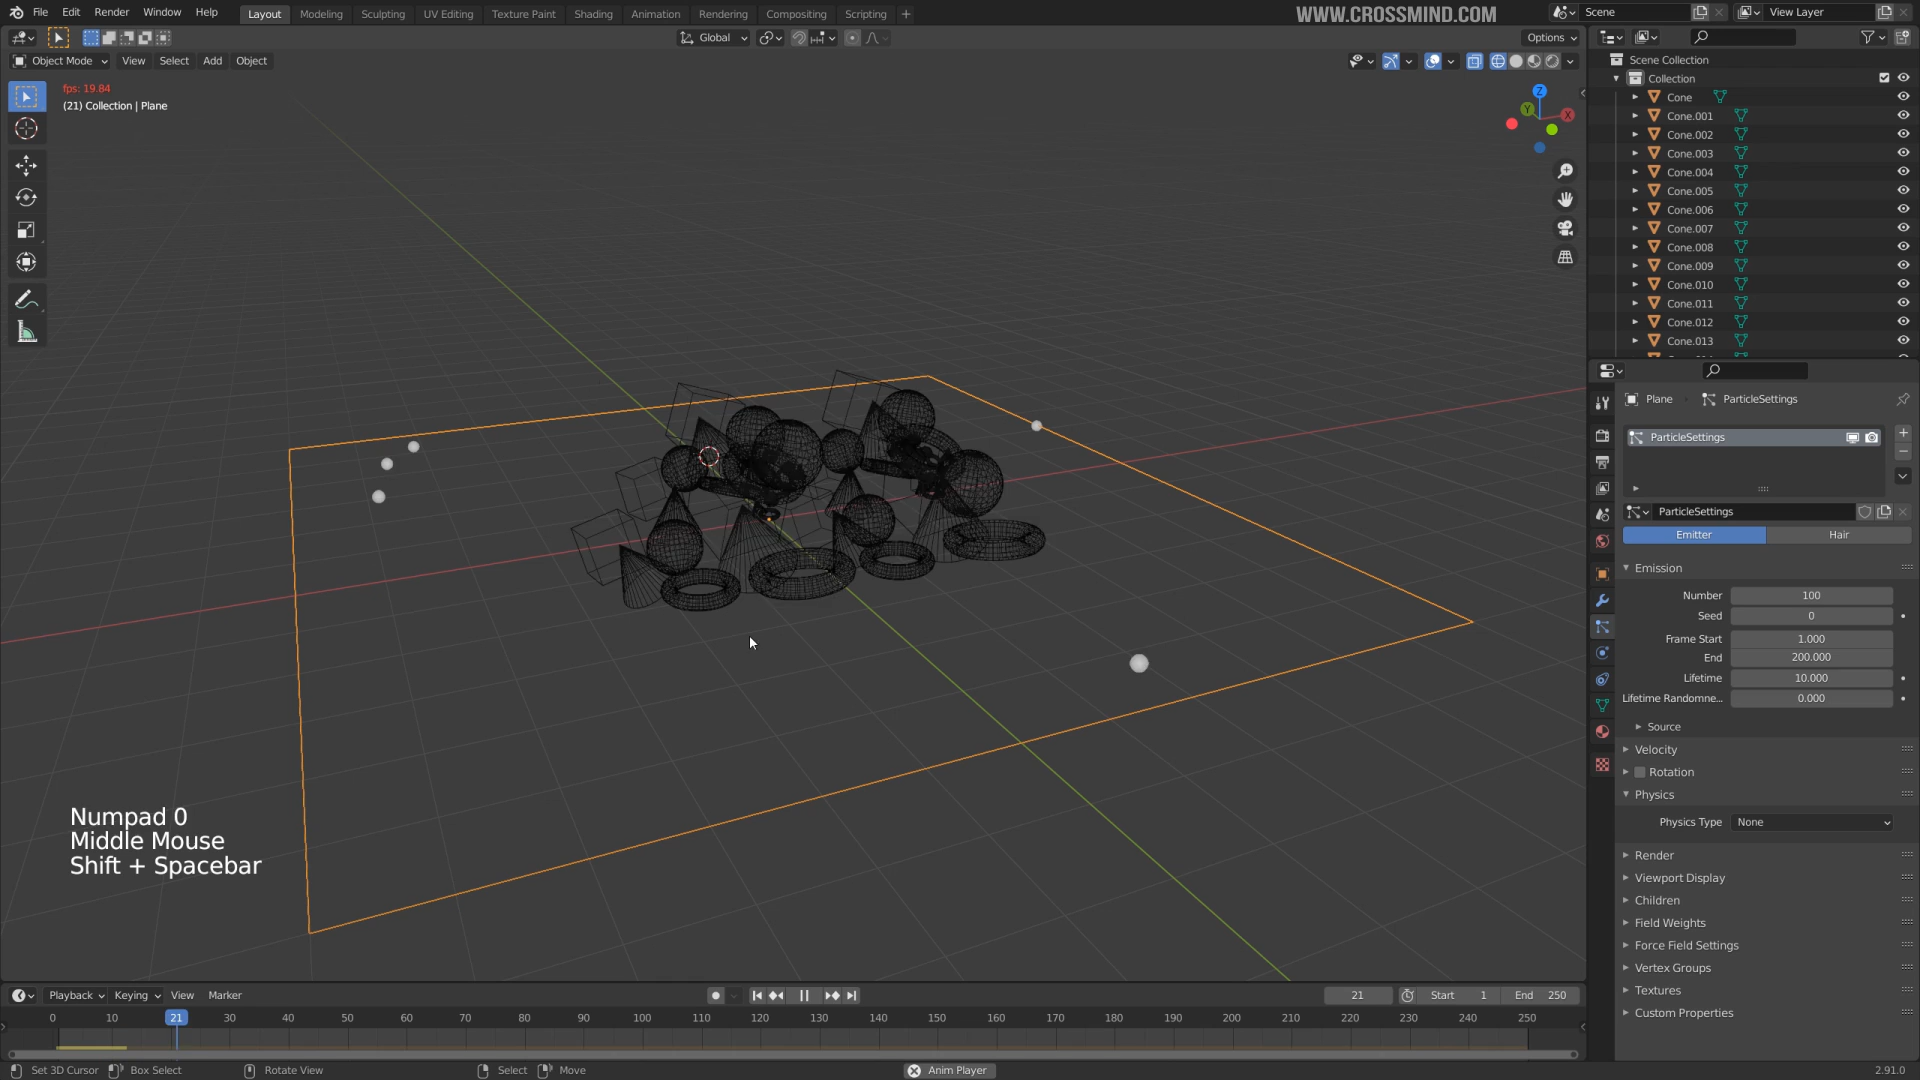 File Edit Render Window Help
Layout Modeling Sculpting UV Editing Texture Paint Shading Animation Rendering Compositing Scripting +
WWW.CROSSMIND.COM
Scene
View Layer
Global
Options
Object Mode View Select Add Object
fps: 19.84
(21) Collection | Plane
Z
Y
X
Scene Collection
Collection
Cone
Cone.001
Cone.002
Cone.003
Cone.004
Cone.005
Cone.006
Cone.007
Cone.008
Cone.009
Cone.010
Cone.011
Cone.012
Cone.013
Plane ParticleSettings
ParticleSettings
ParticleSettings
Emitter Hair
Emission
Number 100
Seed 0
Frame Start 1.000
End 200.000
Lifetime 10.000
Lifetime Randomne... 0.000
Source
Velocity
Rotation
Physics
Physics Type None
Render
Viewport Display
Children
Field Weights
Force Field Settings
Vertex Groups
Textures
Custom Properties
Numpad 0
Middle Mouse
Shift + Spacebar
Playback Keying View Marker
21 Start 1 End 250
0 10 21 30 40 50 60 70 80 90 100 110 120 130 140 150 160 170 180 190 200 210 220 230 240 250
Set 3D Cursor Box Select Rotate View Select Move Anim Player 2.91.0